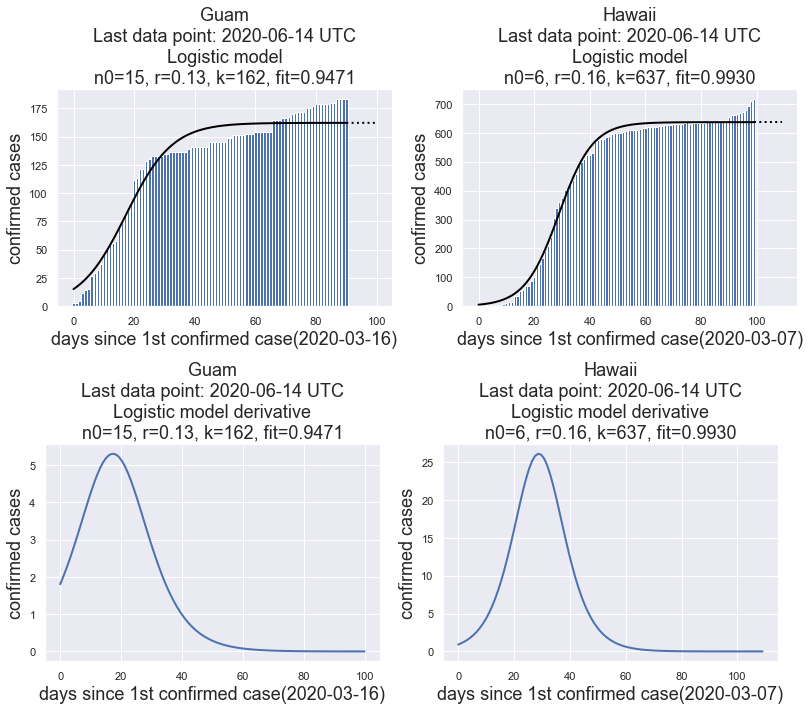 Guam
Last data point: 2020-06-14 UTC
Logistic model
n0=15, r=0.13, k=162, fit=0.9471
confirmed cases
175
150
125
100
75
50
25
0
0 20 40 60 80 100
days since 1st confirmed case(2020-03-16)
Hawaii
Last data point: 2020-06-14 UTC
Logistic model
n0=6, r=0.16, k=637, fit=0.9930
confirmed cases
700
600
500
400
300
200
100
0
0 20 40 60 80 100
days since 1st confirmed case(2020-03-07)
Guam
Last data point: 2020-06-14 UTC
Logistic model derivative
n0=15, r=0.13, k=162, fit=0.9471
confirmed cases
5
4
3
2
1
0
0 20 40 60 80 100
days since 1st confirmed case(2020-03-16)
Hawaii
Last data point: 2020-06-14 UTC
Logistic model derivative
n0=6, r=0.16, k=637, fit=0.9930
confirmed cases
25
20
15
10
5
0
0 20 40 60 80 100
days since 1st confirmed case(2020-03-07)